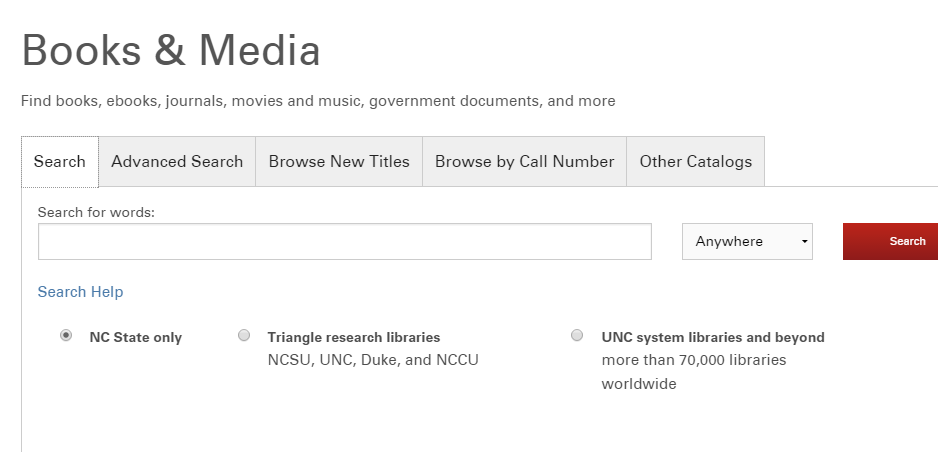 Books & Media
Find books, ebooks, journals, movies and music, government documents, and more
Search Advanced Search Browse New Titles Browse by Call Number Other Catalogs
Search for words:
Anywhere Search
Search Help
NC State only Triangle research libraries UNC system libraries and beyond
NCSU, UNC, Duke, and NCCU more than 70,000 libraries
worldwide